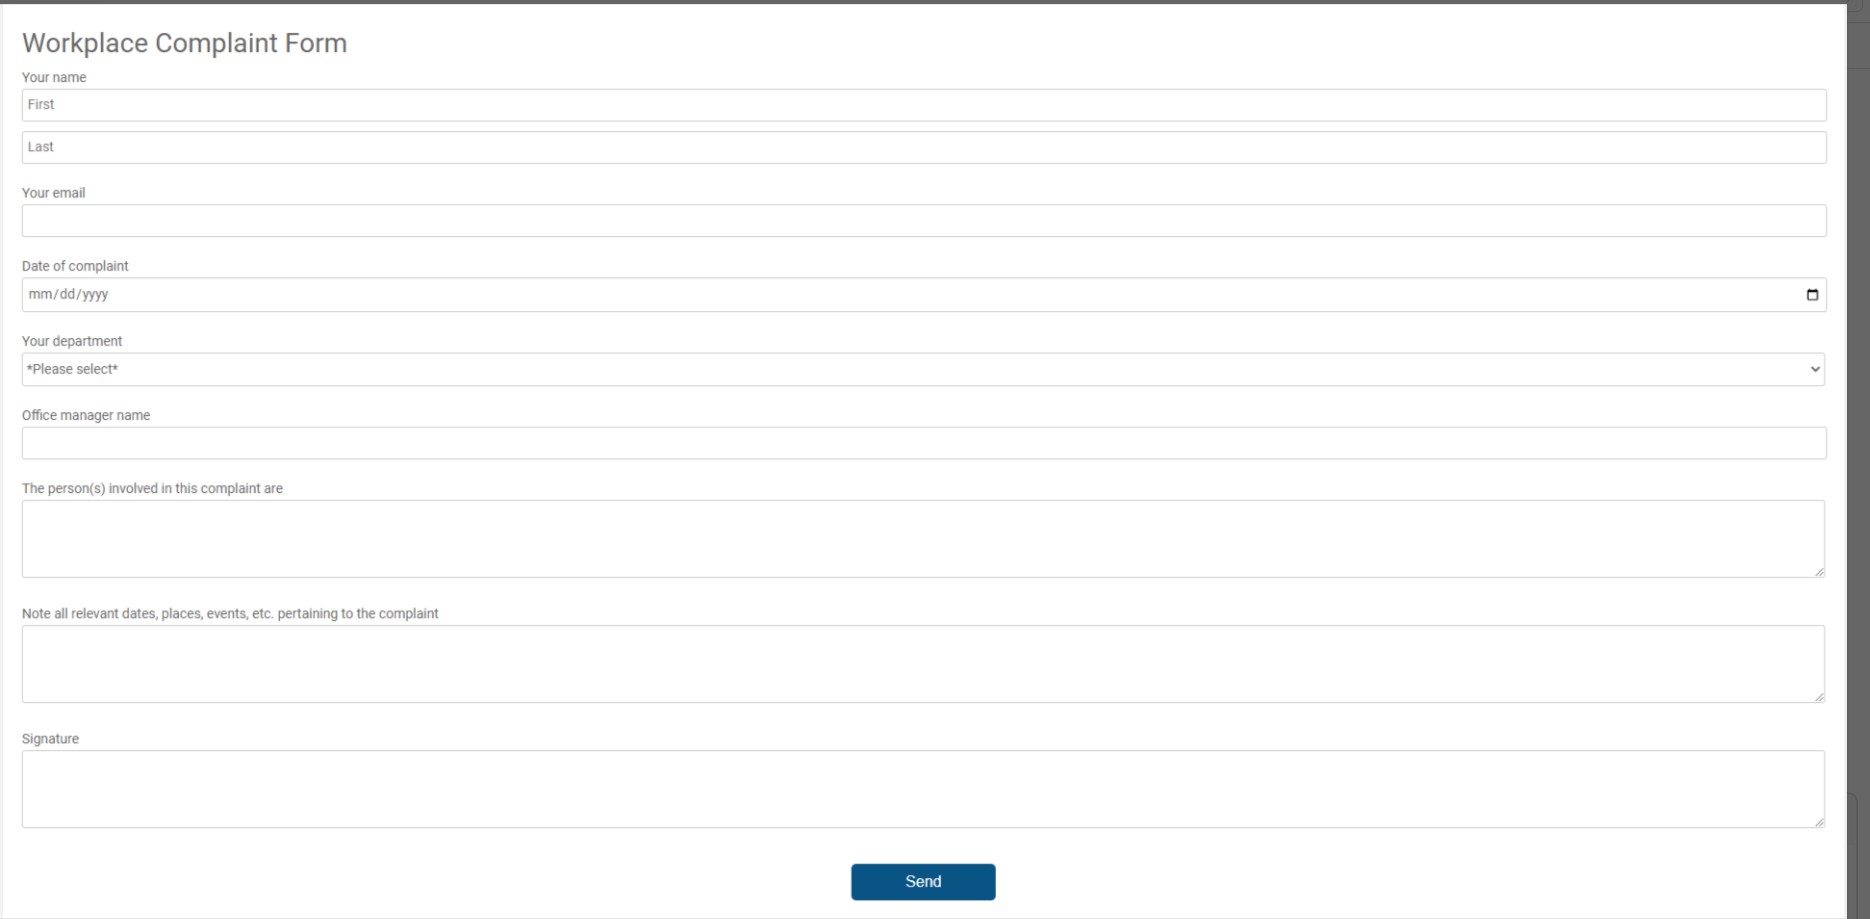 Workplace Complaint Form
Your name
First
Last
Your email
Date of complaint
mm/dd/yyyy
Your department
*Please select*
Office manager name
The person(s) involved in this complaint are
Note all relevant dates, places, events, etc. pertaining to the complaint
Signature
Send